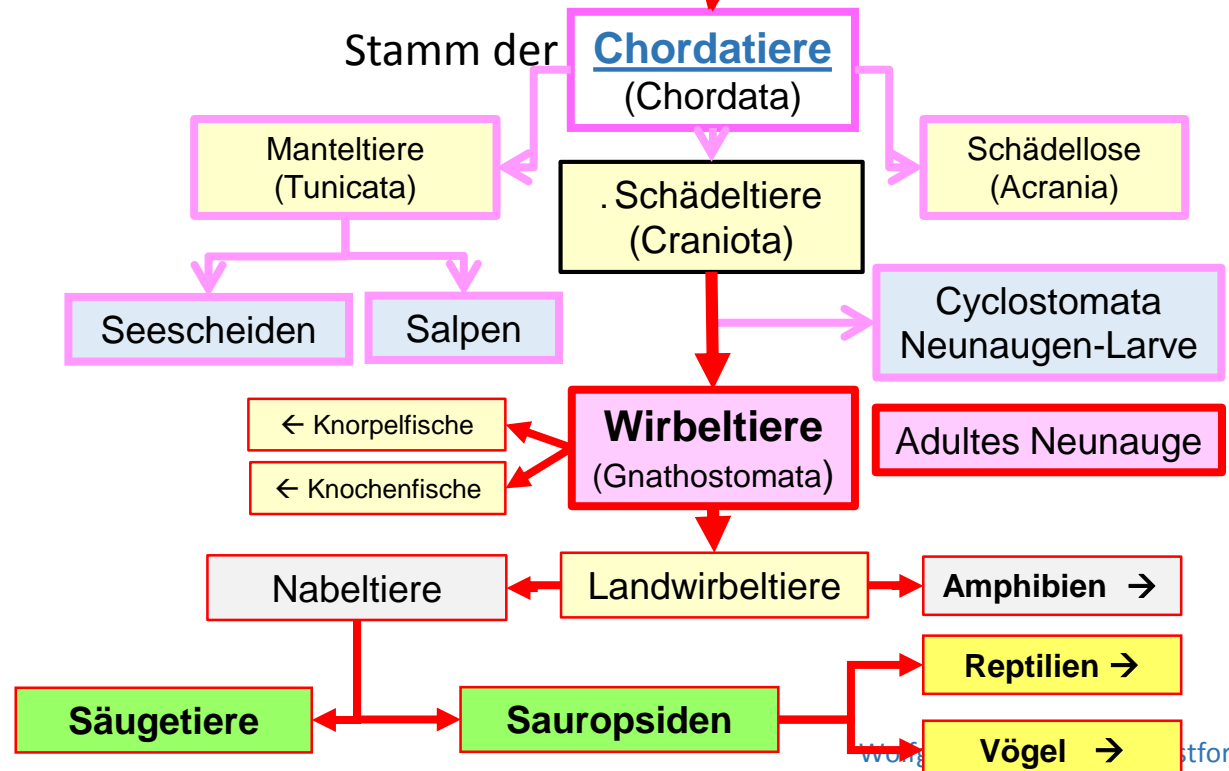 Stamm der
Chordatiere
(Chordata)
Manteltiere
(Tunicata)
. Schädeltiere
(Craniota)
Schädellose
(Acrania)
Seescheiden
Salpen
Cyclostomata
Neunaugen-Larve
← Knorpelfische
← Knochenfische
Wirbeltiere
(Gnathostomata)
Adultes Neunauge
Nabeltiere
Landwirbeltiere
Amphibien →
Reptilien →
Säugetiere
Sauropsiden
Vögel →